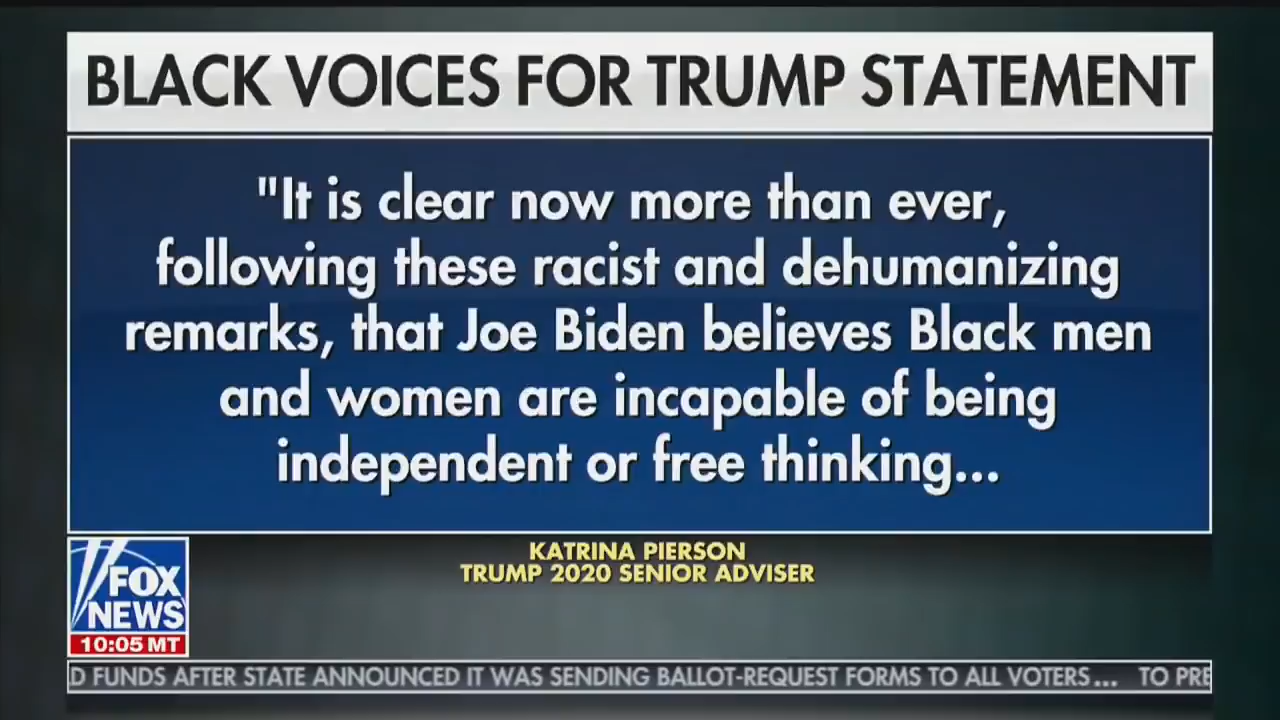 BLACK VOICES FOR TRUMP STATEMENT
"It is clear now more than ever,
following these racist and dehumanizing
remarks, that Joe Biden believes Black men
and women are incapable of being
independent or free thinking...
KATRINA PIERSON
TRUMP 2020 SENIOR ADVISER
FOX
NEWS
10:05 MT
D FUNDS AFTER STATE ANNOUNCED IT WAS SENDING BALLOT-REQUEST FORMS TO ALL VOTERS... TO PRE